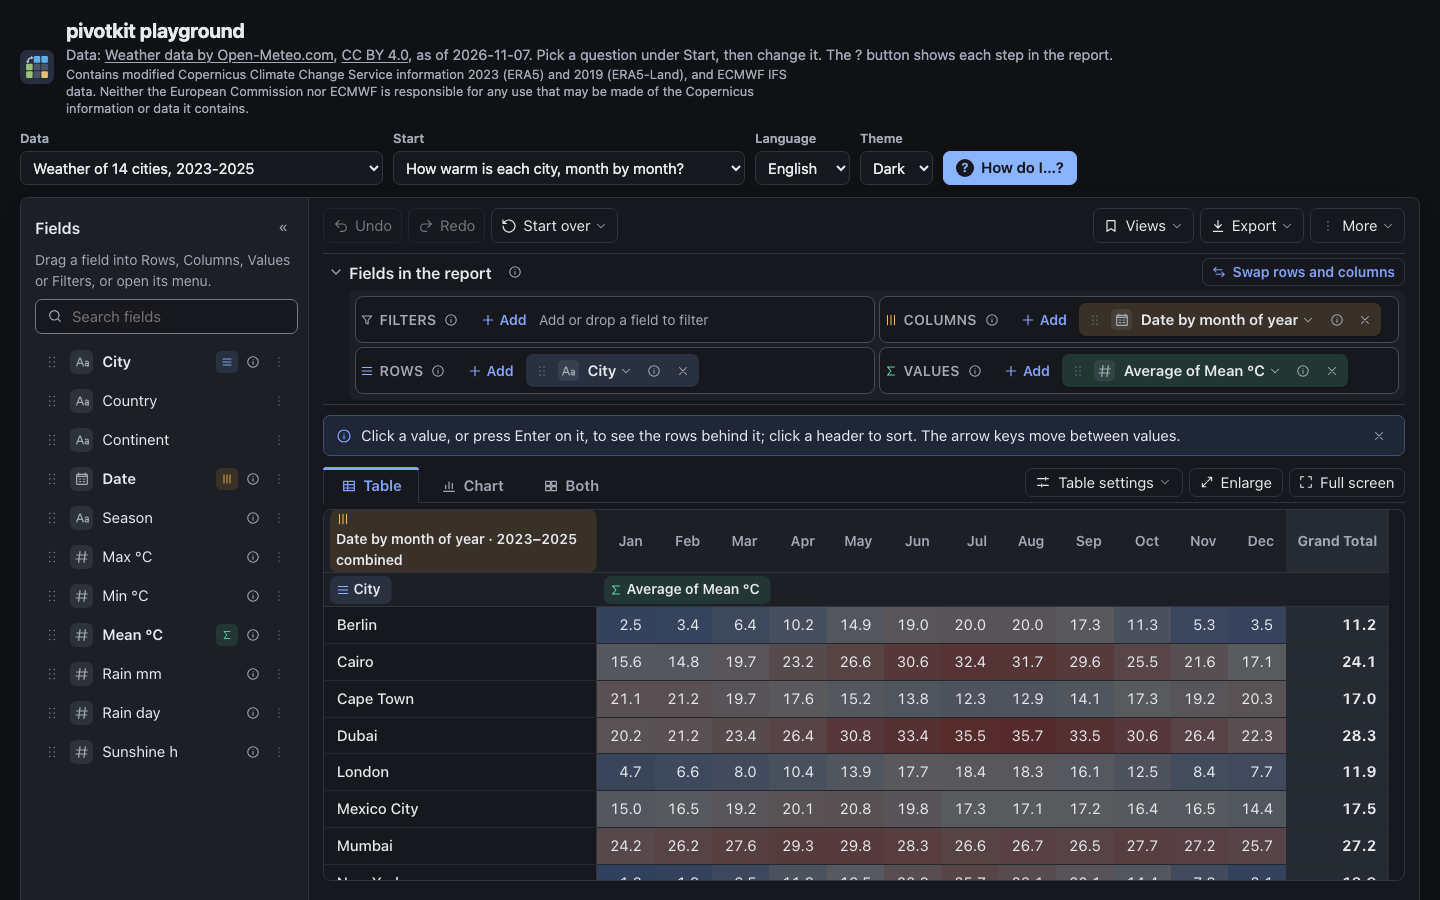 pivotkit playground
Data: Weather data by Open-Meteo.com, CC BY 4.0, as of 2026-11-07. Pick a question under Start, then change it. The ? button shows each step in the report.
Contains modified Copernicus Climate Change Service information 2023 (ERA5) and 2019 (ERA5-Land), and ECMWF IFS
data. Neither the European Commission nor ECMWF is responsible for any use that may be made of the Copernicus
information or data it contains.
Data Start Language Theme
Weather of 14 cities, 2023-2025 How warm is each city, month by month? English Dark ? How do I...?
Fields «
Drag a field into Rows, Columns, Values
or Filters, or open its menu.
Search fields
Aa City
Aa Country
Aa Continent
Date
Aa Season
# Max °C
# Min °C
# Mean °C Σ
# Rain mm
# Rain day
# Sunshine h
Undo Redo Start over Views Export More
Fields in the report Swap rows and columns
FILTERS + Add Add or drop a field to filter
COLUMNS + Add Date by month of year
ROWS + Add Aa City
Σ VALUES + Add # Average of Mean °C
Click a value, or press Enter on it, to see the rows behind it; click a header to sort. The arrow keys move between values.
Table Chart Both Table settings Enlarge Full screen
Date by month of year · 2023–2025
combined
Jan Feb Mar Apr May Jun Jul Aug Sep Oct Nov Dec Grand Total
City Σ Average of Mean °C
Berlin 2.5 3.4 6.4 10.2 14.9 19.0 20.0 20.0 17.3 11.3 5.3 3.5 11.2
Cairo 15.6 14.8 19.7 23.2 26.6 30.6 32.4 31.7 29.6 25.5 21.6 17.1 24.1
Cape Town 21.1 21.2 19.7 17.6 15.2 13.8 12.3 12.9 14.1 17.3 19.2 20.3 17.0
Dubai 20.2 21.2 23.4 26.4 30.8 33.4 35.5 35.7 33.5 30.6 26.4 22.3 28.3
London 4.7 6.6 8.0 10.4 13.9 17.7 18.4 18.3 16.1 12.5 8.4 7.7 11.9
Mexico City 15.0 16.5 19.2 20.1 20.8 19.8 17.3 17.1 17.2 16.4 16.5 14.4 17.5
Mumbai 24.2 26.2 27.6 29.3 29.8 28.3 26.6 26.7 26.5 27.7 27.2 25.7 27.2